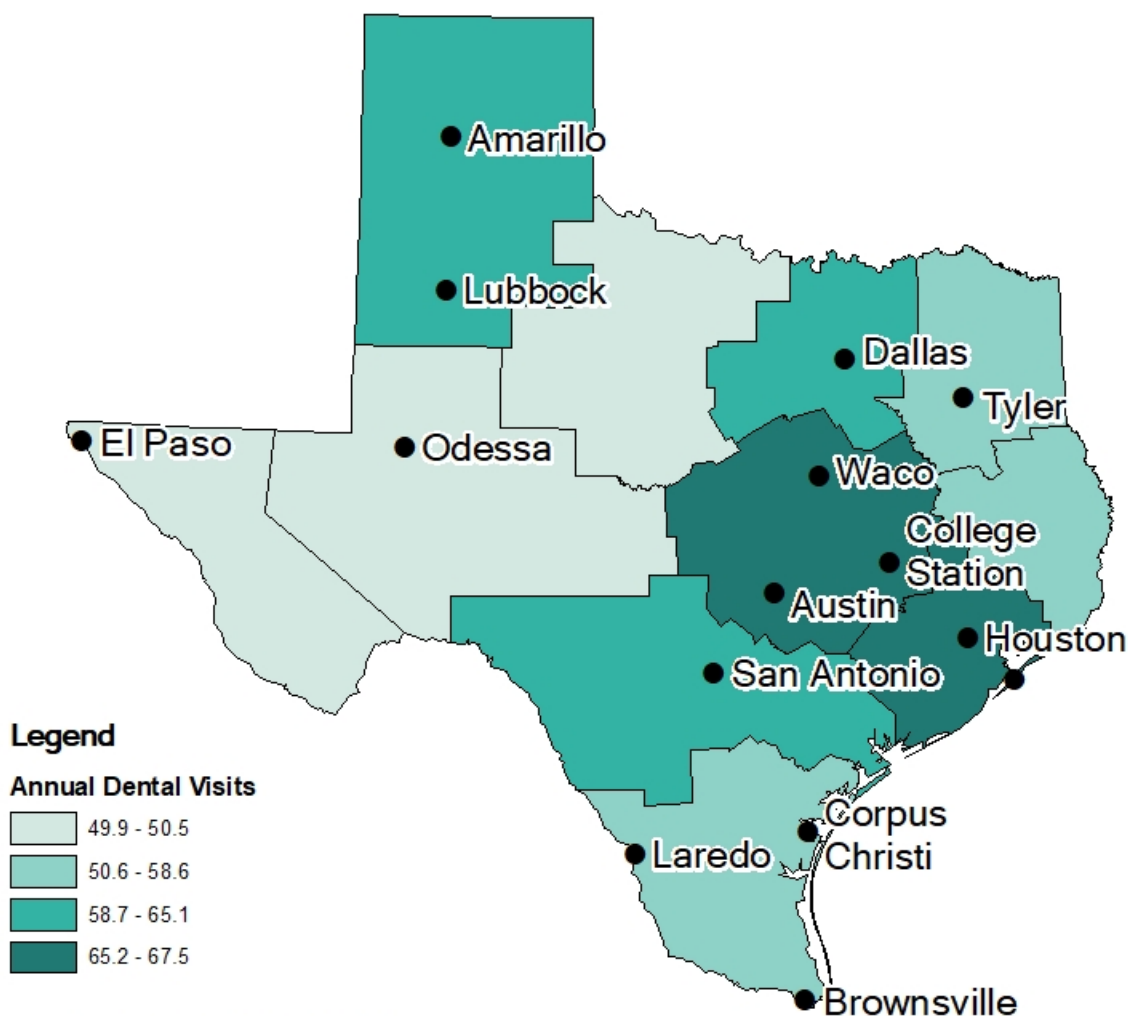 Amarillo
Lubbock
Dallas
Tyler
El Paso
Odessa
Waco
College
Station
Austin
Houston
San Antonio
Legend
Annual Dental Visits
49.9 - 50.5
50.6 - 58.6
58.7 - 65.1
65.2 - 67.5
Corpus
Christi
Laredo
Brownsville